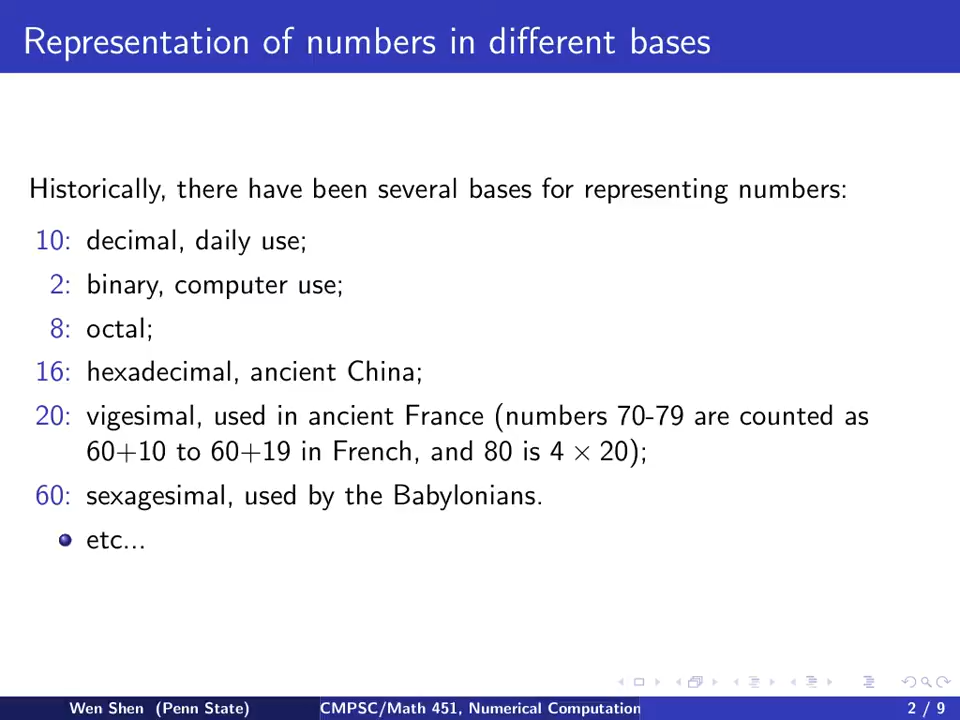 Representation of numbers in different bases
Historically, there have been several bases for representing numbers:
10: decimal, daily use;
2: binary, computer use;
8: octal;
16: hexadecimal, ancient China;
20: vigesimal, used in ancient France (numbers 70-79 are counted as
60+10 to 60+19 in French, and 80 is 4 × 20);
60: sexagesimal, used by the Babylonians.
etc...
Wen Shen (Penn State) CMPSC/Math 451, Numerical Computation 2 / 9